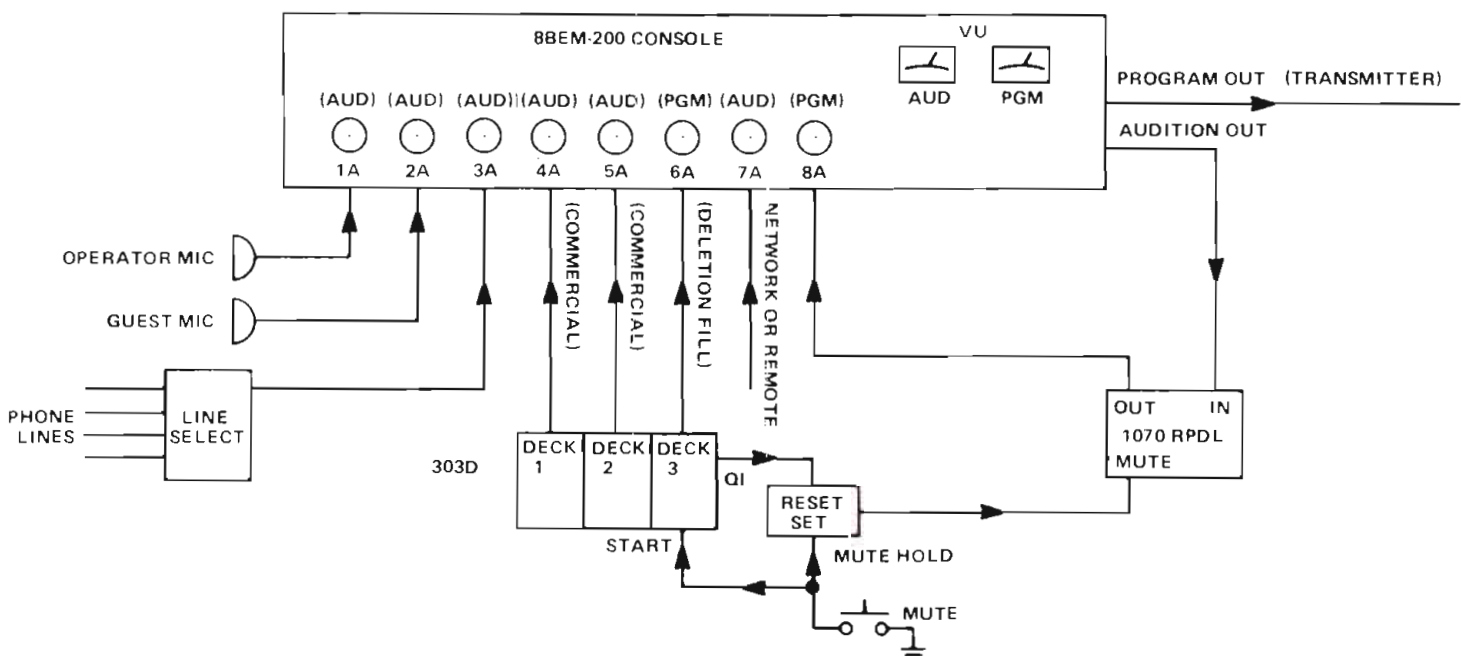 8BEM-200 CONSOLE
VU
AUD
PGM
(AUD) (AUD) (AUD) (AUD) (AUD) (PGM) (AUD) (PGM)
1A 2A 3A 4A 5A 6A 7A 8A
PROGRAM OUT (TRANSMITTER)
AUDITION OUT
OPERATOR MIC
GUEST MIC
(COMMERCIAL)
(COMMERCIAL)
(DELETION FILL)
NETWORK OR REMOTE
PHONE
LINES
LINE
SELECT
303D
DECK
1
DECK
2
DECK
3
QI
START
RESET
SET
MUTE HOLD
MUTE
OUT IN
1070 RPDL
MUTE